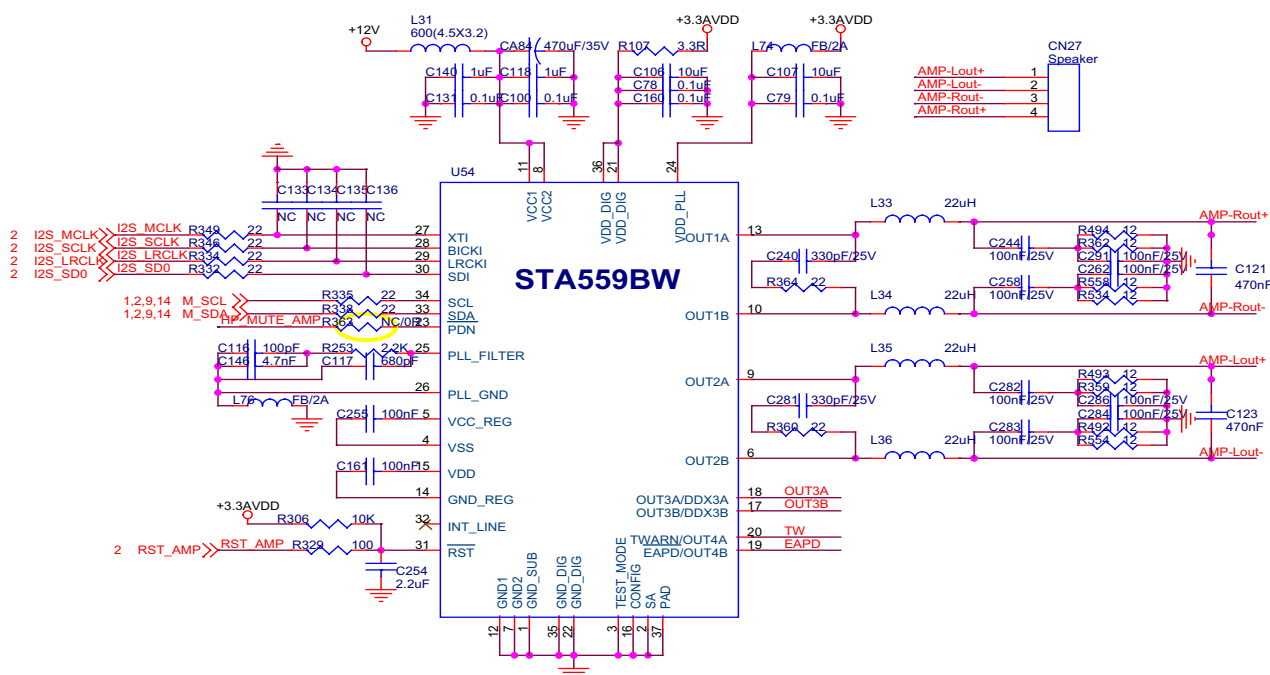 +12V
L31
600(4.5X3.2)
CA84 470uF/35V
C140 1uF C118 1uF
C131 0.1uF C100 0.1uF
+3.3AVDD
R107 3.3R
C106 10uF
C78 0.1uF
C160 0.1uF
+3.3AVDD
L74 FB/2A
C107 10uF
C79 0.1uF
CN27
Speaker
AMP-Lout+ 1
AMP-Lout- 2
AMP-Rout- 3
AMP-Rout+ 4
11 8 36 21 24
U54
VCC1 VCC2 VDD_DIG VDD_DIG VDD_PLL
STA559BW
C133 C134 C135 C136
NC NC NC NC
2 I2S_MCLK I2S_MCLK R349 22 27 XTI
2 I2S_SCLK I2S_SCLK R346 22 28 BICKI
2 I2S_LRCLK I2S_LRCLK R334 22 29 LRCKI
2 I2S_SD0 I2S_SD0 R332 22 30 SDI
1,2,9,14 M_SCL R335 22 34 SCL
1,2,9,14 M_SDA R338 22 33 SDA
HP_MUTE_AMP R363 NC/0R 23 PDN
C116 100pF R253 2.2K 25 PLL_FILTER
C146 4.7nF C117 680pF
26 PLL_GND
L76 FB/2A
C255 100nF 5 VCC_REG
4 VSS
C161 100nF 15 VDD
14 GND_REG
+3.3AVDD
R306 10K 32 INT_LINE
2 RST_AMP RST_AMP R329 100 31 RST
C254
2.2uF
13 OUT1A
10 OUT1B
9 OUT2A
6 OUT2B
OUT3A/DDX3A 18 OUT3A
OUT3B/DDX3B 17 OUT3B
TWARN/OUT4A 20 TW
EAPD/OUT4B 19 EAPD
L33 22uH
C240 330pF/25V
R364 22
L34 22uH
AMP-Rout+
R494 12
C244 R362 12
100nF/25V C291 100nF/25V
C262 100nF/25V
C258 R558 12
100nF/25V R534 12
C121
470nF
AMP-Rout-
L35 22uH
C281 330pF/25V
R360 22
L36 22uH
AMP-Lout+
R493 12
C282 R359 12
100nF/25V C286 100nF/25V
C284 100nF/25V
C283 R492 12
100nF/25V R554 12
C123
470nF
AMP-Lout-
GND1 GND2 GND_SUB GND_DIG GND_DIG TEST_MODE CONFIG SA PAD
12 7 1 35 22 3 16 2 37